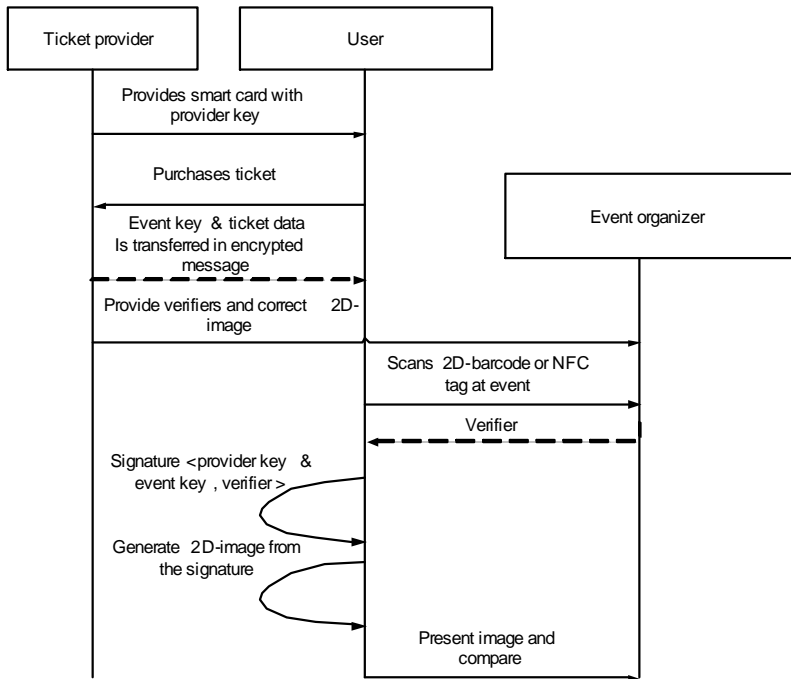 Ticket provider
User
Provides smart card with
provider key
Purchases ticket
Event organizer
Event key & ticket data
Is transferred in encrypted
message
Provide verifiers and correct 2D-
image
Scans 2D-barcode or NFC
tag at event
Verifier
Signature <provider key &
event key , verifier >
Generate 2D-image from
the signature
Present image and
compare